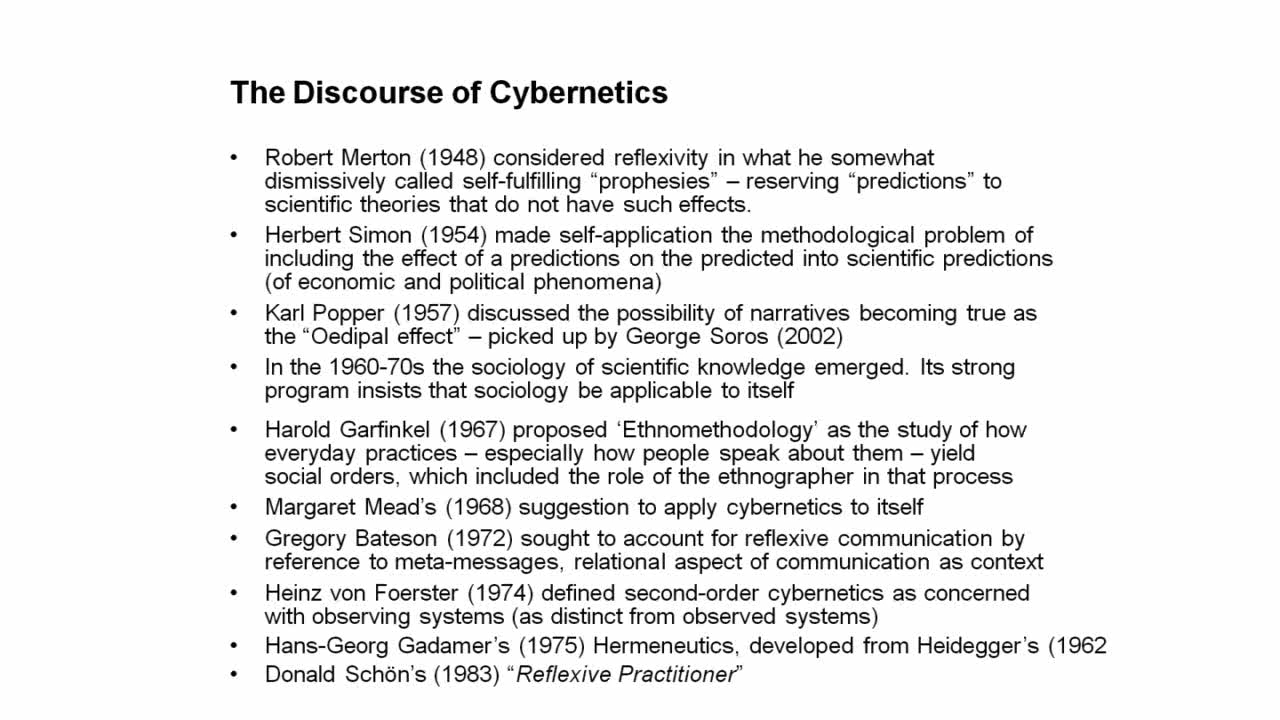 The Discourse of Cybernetics
• Robert Merton (1948) considered reflexivity in what he somewhat
dismissively called self-fulfilling “prophesies” – reserving “predictions” to
scientific theories that do not have such effects.
• Herbert Simon (1954) made self-application the methodological problem of
including the effect of a predictions on the predicted into scientific predictions
(of economic and political phenomena)
• Karl Popper (1957) discussed the possibility of narratives becoming true as
the “Oedipal effect” – picked up by George Soros (2002)
• In the 1960-70s the sociology of scientific knowledge emerged. Its strong
program insists that sociology be applicable to itself
• Harold Garfinkel (1967) proposed ‘Ethnomethodology’ as the study of how
everyday practices – especially how people speak about them – yield
social orders, which included the role of the ethnographer in that process
• Margaret Mead’s (1968) suggestion to apply cybernetics to itself
• Gregory Bateson (1972) sought to account for reflexive communication by
reference to meta-messages, relational aspect of communication as context
• Heinz von Foerster (1974) defined second-order cybernetics as concerned
with observing systems (as distinct from observed systems)
• Hans-Georg Gadamer’s (1975) Hermeneutics, developed from Heidegger’s (1962
• Donald Schön’s (1983) “Reflexive Practitioner”